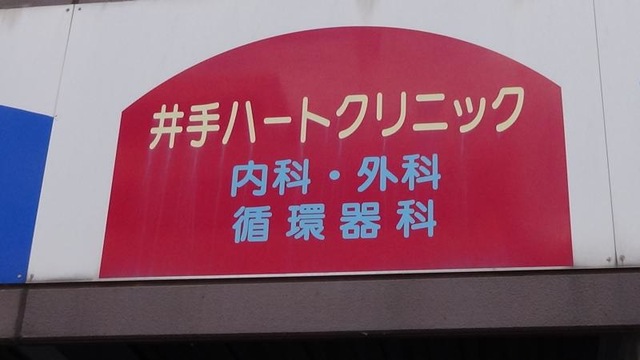 井手ハートクリニック
内科・外科
循環器科